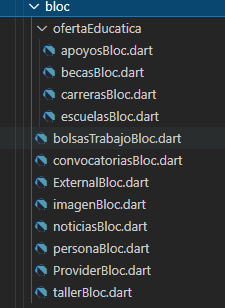 bloc
ofertaEducatica
apoyosBloc.dart
becasBloc.dart
carrerasBloc.dart
escuelasBloc.dart
bolsasTrabajoBloc.dart
convocatoriasBloc.dart
ExternalBloc.dart
imagenBloc.dart
noticiasBloc.dart
personaBloc.dart
ProviderBloc.dart
tallerBloc.dart